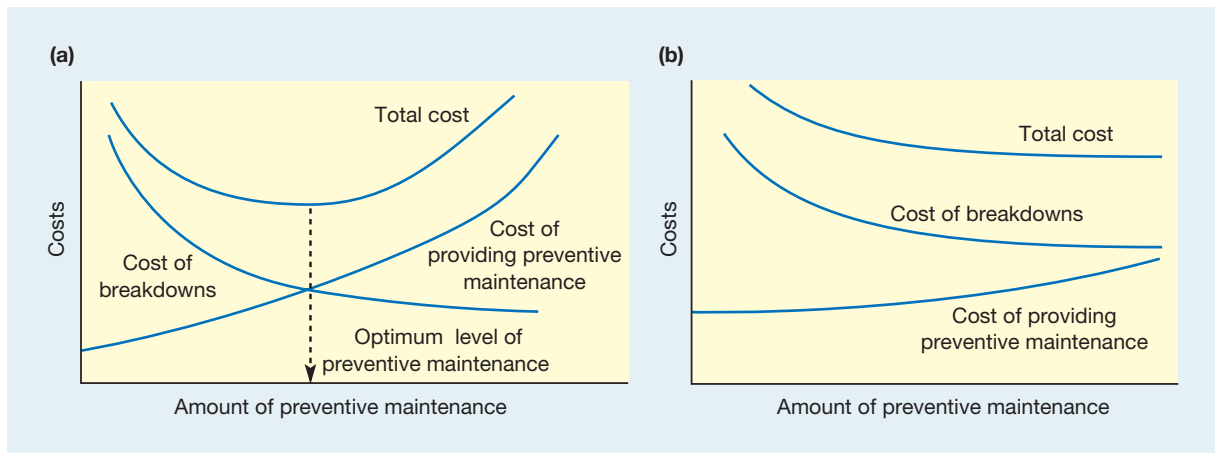 (a)
Total cost
Costs
Cost of
breakdowns
Cost of
providing preventive
maintenance
Optimum level of
preventive maintenance
Amount of preventive maintenance
(b)
Total cost
Costs
Cost of breakdowns
Cost of providing
preventive maintenance
Amount of preventive maintenance